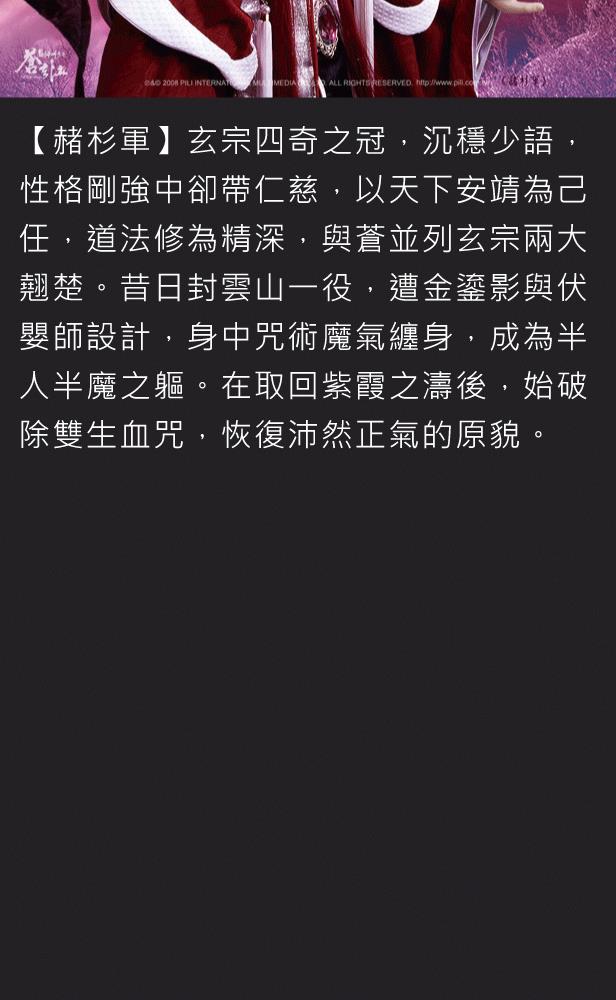 ©&℗ 2008 PILI INTERNATIONAL MULTIMEDIA CO., LTD. ALL RIGHTS RESERVED. http://www.pili.com.tw/
【赭杉軍】玄宗四奇之冠，沉穩少語，
性格剛強中卻帶仁慈，以天下安靖為己
任，道法修為精深，與蒼並列玄宗兩大
翹楚。昔日封雲山一役，遭金鎏影與伏
嬰師設計，身中咒術魔氣纏身，成為半
人半魔之軀。在取回紫霞之濤後，始破
除雙生血咒，恢復沛然正氣的原貌。